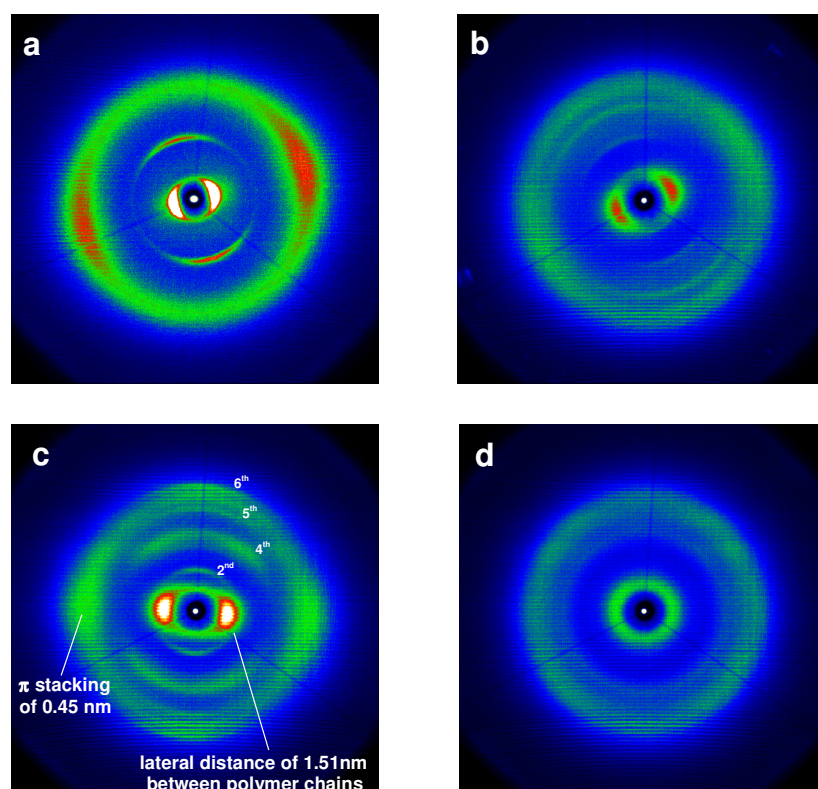 a
b
c
6th
5th
4th
2nd
π stacking
of 0.45 nm
lateral distance of 1.51nm
between polymer chains
d